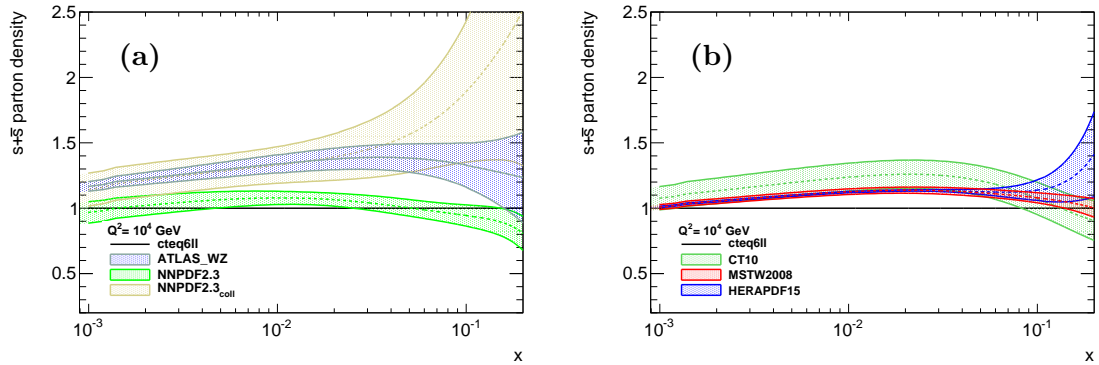 s+s̄ parton density
2.5
2
1.5
1
0.5
(a)
Q²= 10⁴ GeV
cteq6ll
ATLAS_WZ
NNPDF2.3
NNPDF2.3coll
10⁻³
10⁻²
10⁻¹
x
s+s̄ parton density
2.5
2
1.5
1
0.5
(b)
Q²= 10⁴ GeV
cteq6ll
CT10
MSTW2008
HERAPDF15
10⁻³
10⁻²
10⁻¹
x